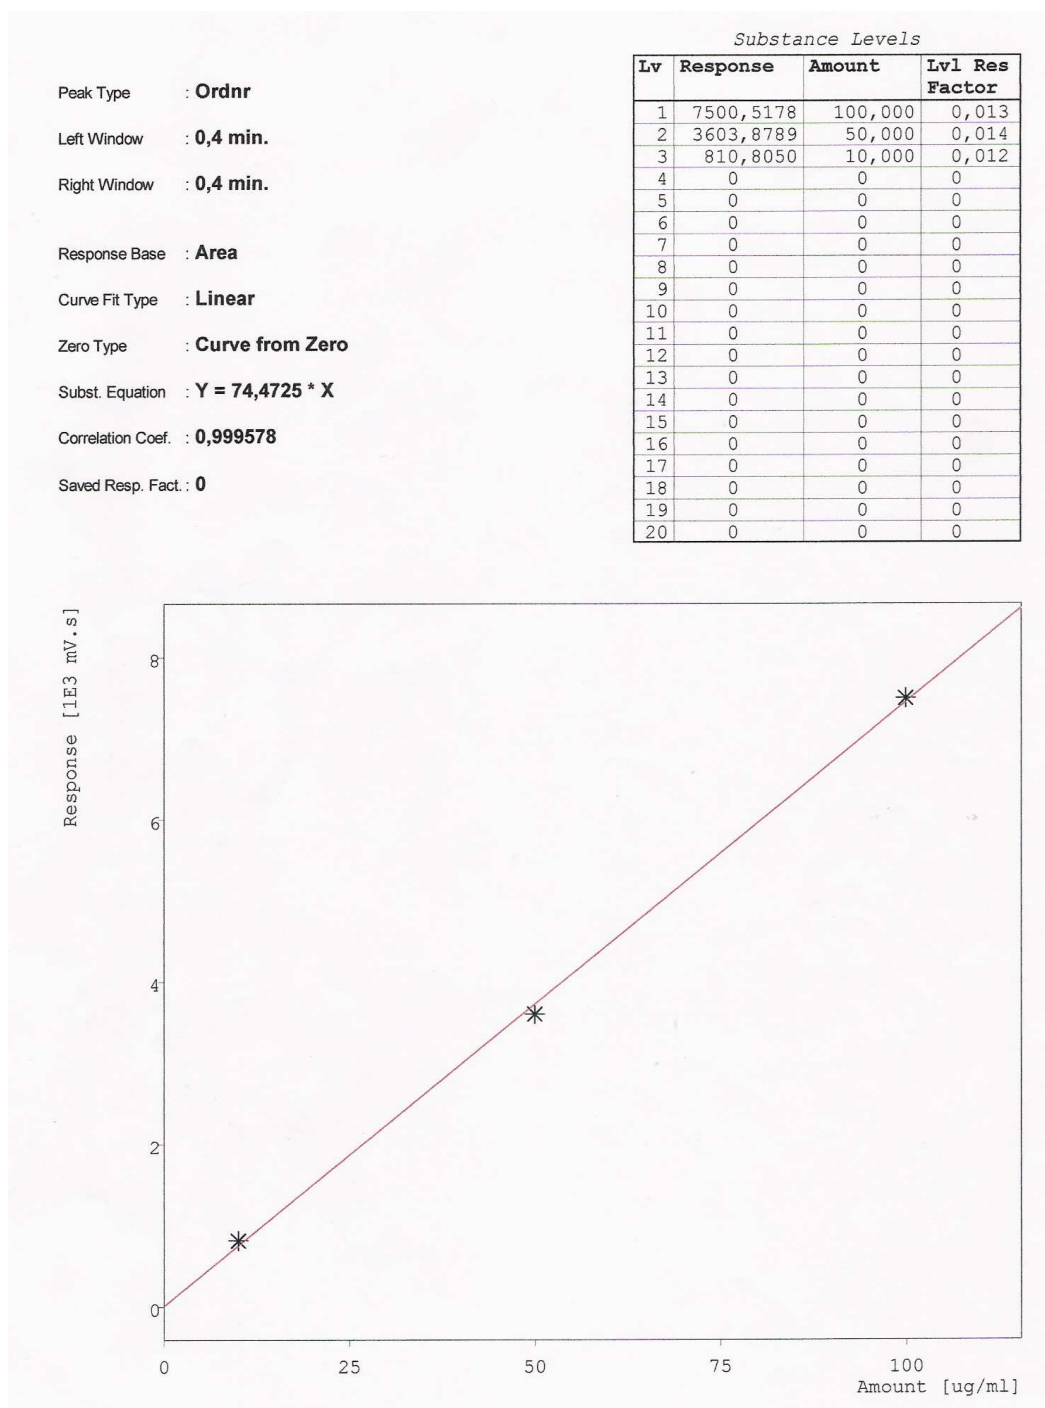 Substance Levels
Lv Response Amount Lvl Res Factor
1 7500,5178 100,000 0,013
2 3603,8789 50,000 0,014
3 810,8050 10,000 0,012
4 0 0 0
5 0 0 0
6 0 0 0
7 0 0 0
8 0 0 0
9 0 0 0
10 0 0 0
11 0 0 0
12 0 0 0
13 0 0 0
14 0 0 0
15 0 0 0
16 0 0 0
17 0 0 0
18 0 0 0
19 0 0 0
20 0 0 0
Peak Type : Ordnr
Left Window : 0,4 min.
Right Window : 0,4 min.
Response Base : Area
Curve Fit Type : Linear
Zero Type : Curve from Zero
Subst. Equation : Y = 74,4725 * X
Correlation Coef. : 0,999578
Saved Resp. Fact. : 0
Response [1E3 mV.s]
8
6
4
2
0
0 25 50 75 100
Amount [ug/ml]